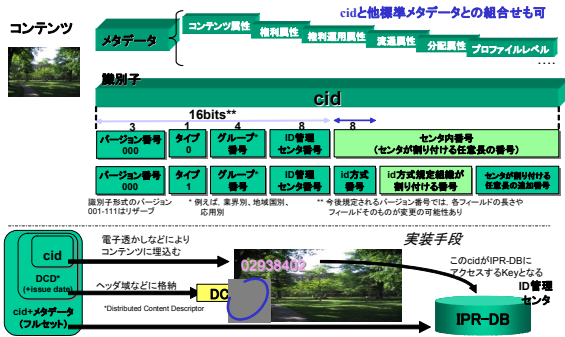 cidと他標準メタデータとの組合せも可
コンテンツ
メタデータ
コンテンツ属性
権利属性
権利運用属性
流通属性
分配属性
プロファイルレベル
....
識別子
cid
16bits**
3
1
4
8
8
バージョン番号
000
タイプ
0
グループ*
番号
ID管理
センタ番号
センタ内番号
(センタが割り付ける任意長の番号)
バージョン番号
000
タイプ
1
グループ*
番号
ID管理
センタ番号
id方式
番号
id方式規定組織が
割り付ける番号
センタが割り付ける
任意長の追加番号
識別子形式のバージョン
001-111はリザーブ
* 例えば，業界別、地域国別、
応用別
** 今後規定されるバージョン番号では、各フィールドの長さや
フィールドそのものが変更の可能性あり
cid
DCD*
(+issue date)
cid+メタデータ
(フルセット)
電子透かしなどにより
コンテンツに埋込む
ヘッダ域などに格納
*Distributed Content Descriptor
DC
02938402
実装手段
このcidがIPR-DBに
アクセスするKeyとなる
ID管理
センタ
IPR-DB